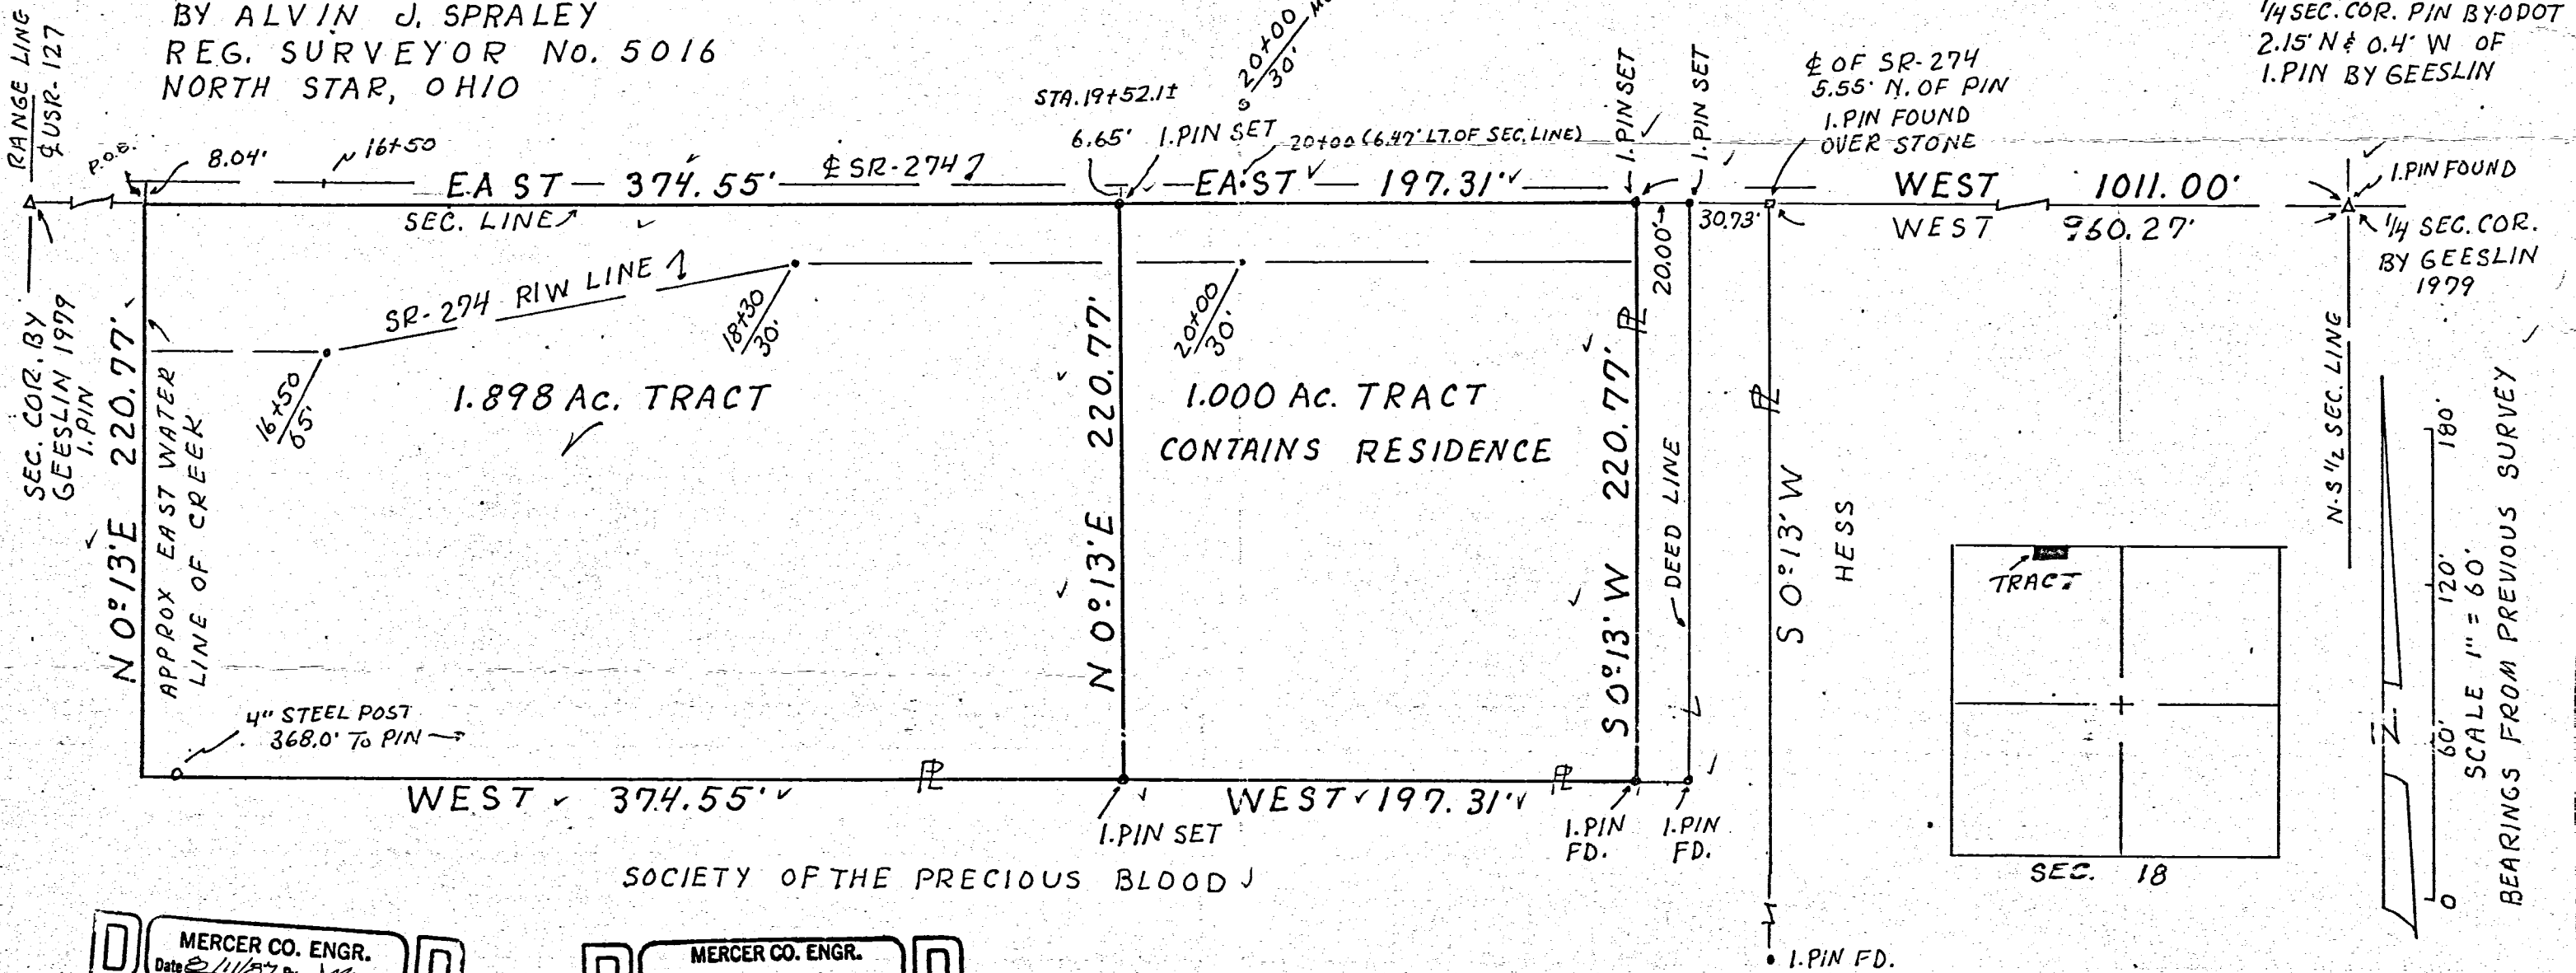 BY ALVIN J. SPRALEY
REG. SURVEYOR No. 5016
NORTH STAR, OHIO
RANGE LINE
℄ USR-127
P.O.B.
8.04'
16+50
EAST — 374.55'
℄ SR-274
SEC. LINE
STA. 19+52.1±
6.65'
I. PIN SET
20+00
30'
20+00 (6.47' LT. OF SEC. LINE)
EAST — 197.31'
I. PIN SET
I. PIN SET
℄ OF SR-274
5.55' N. OF PIN
I. PIN FOUND
OVER STONE
1/4 SEC. COR. PIN BY ODOT
2.15' N & 0.4' W OF
I. PIN BY GEESLIN
WEST 1011.00'
WEST 960.27'
I. PIN FOUND
1/4 SEC. COR.
BY GEESLIN
1979
30.73'
20.00'
SEC. COR. BY
GEESLIN 1979
I. PIN
N 0°13'E 220.77'
APPROX EAST WATER
LINE OF CREEK
SR-274 R/W LINE
16+50
65'
18+30
30'
20+00
30'
1.898 Ac. TRACT
N 0°13'E 220.77'
1.000 Ac. TRACT
CONTAINS RESIDENCE
S 0°13' W 220.77'
PL
DEED LINE
PL
S 0°13' W
HESS
N-S 1/2 SEC. LINE
4" STEEL POST
368.0' TO PIN
WEST 374.55'
PL
I. PIN SET
WEST 197.31'
PL
I. PIN
FD.
I. PIN
FD.
SOCIETY OF THE PRECIOUS BLOOD
I. PIN FD.
TRACT
SEC. 18
N
0 60' 120' 180'
SCALE 1" = 60'
BEARINGS FROM PREVIOUS SURVEY
MERCER CO. ENGR.
Date
MERCER CO. ENGR.